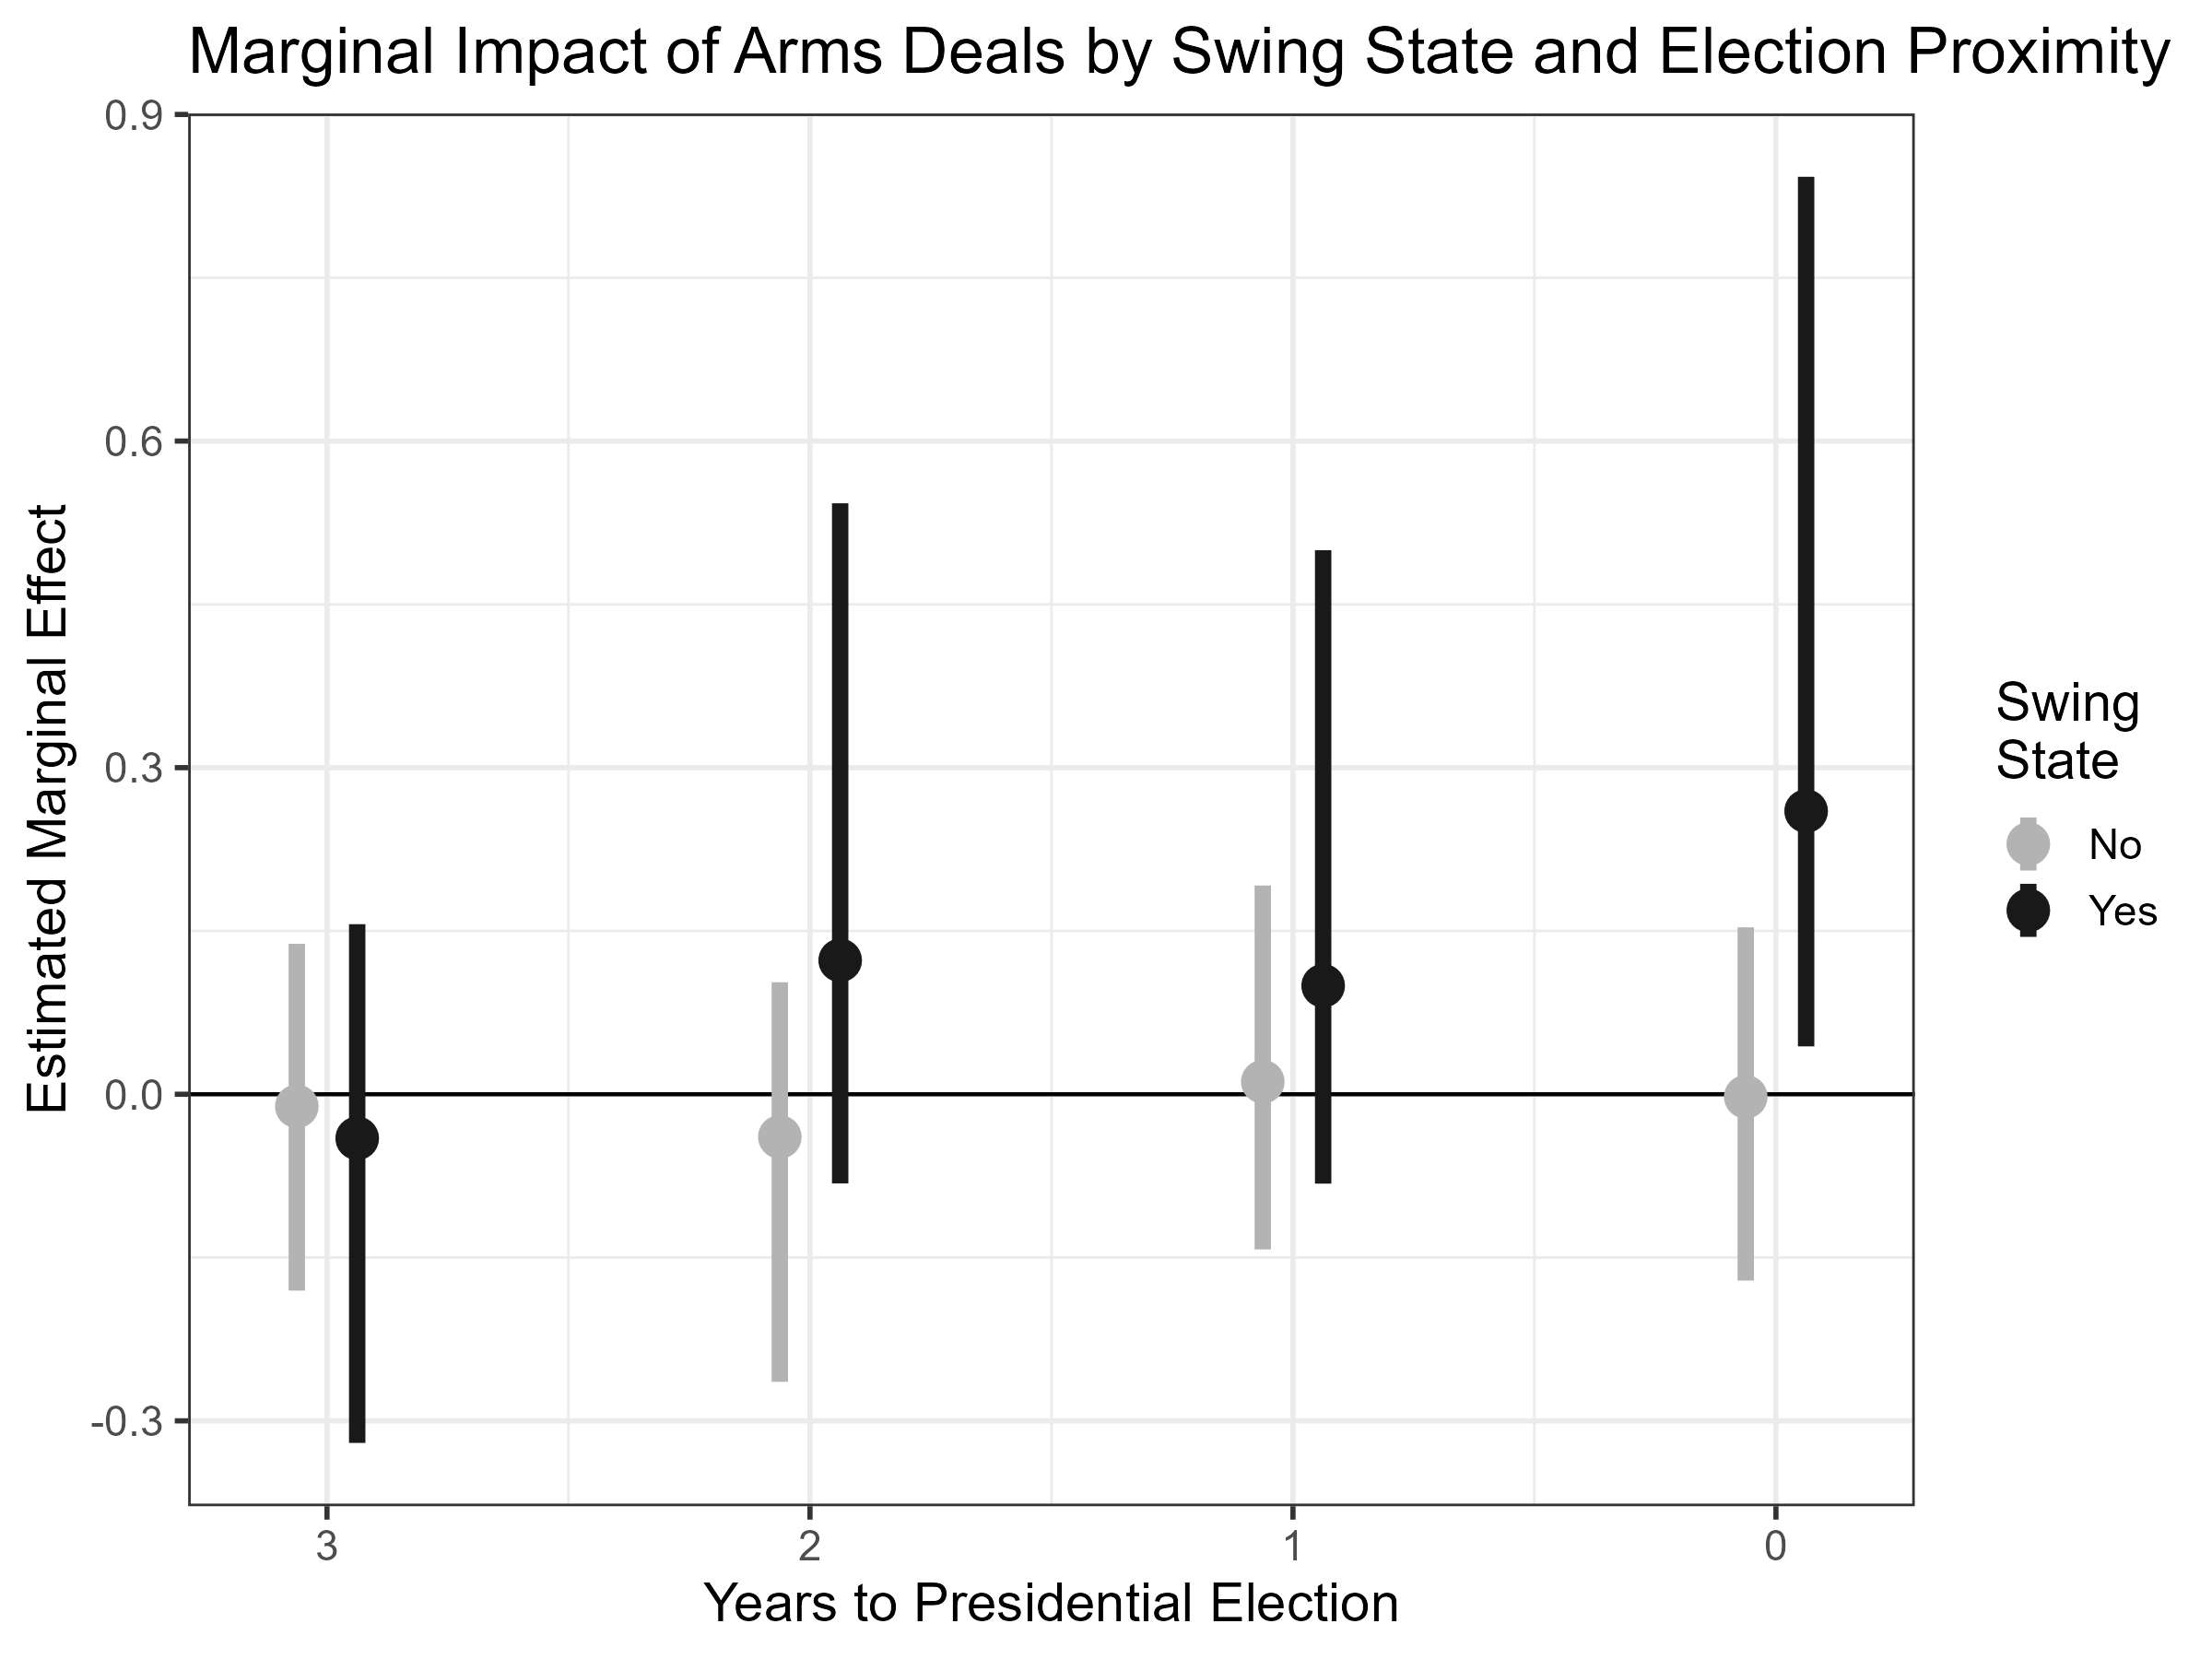 Marginal Impact of Arms Deals by Swing State and Election Proximity
Estimated Marginal Effect
0.9
0.6
0.3
0.0
-0.3
3
2
1
0
Years to Presidential Election
Swing
State
No
Yes